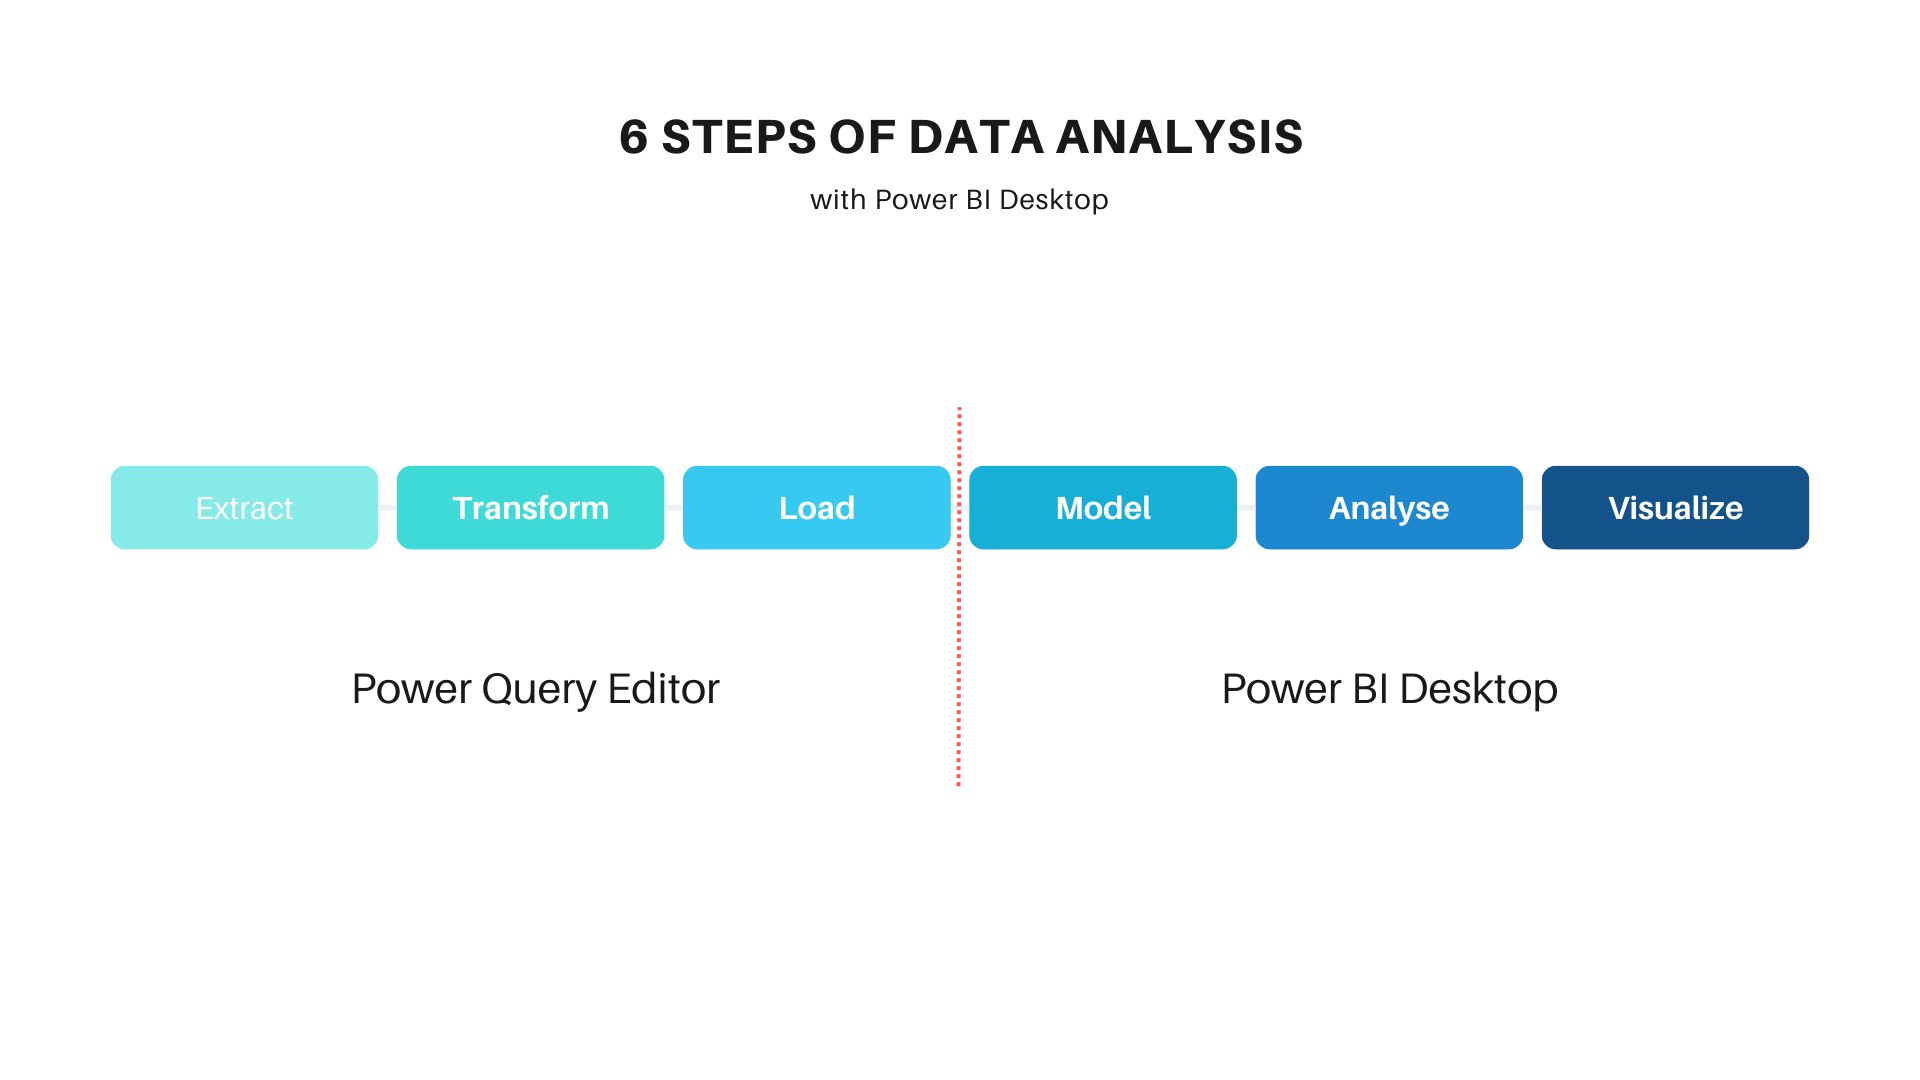 6 STEPS OF DATA ANALYSIS
with Power BI Desktop
Extract Transform Load Model Analyse Visualize
Power Query Editor Power BI Desktop